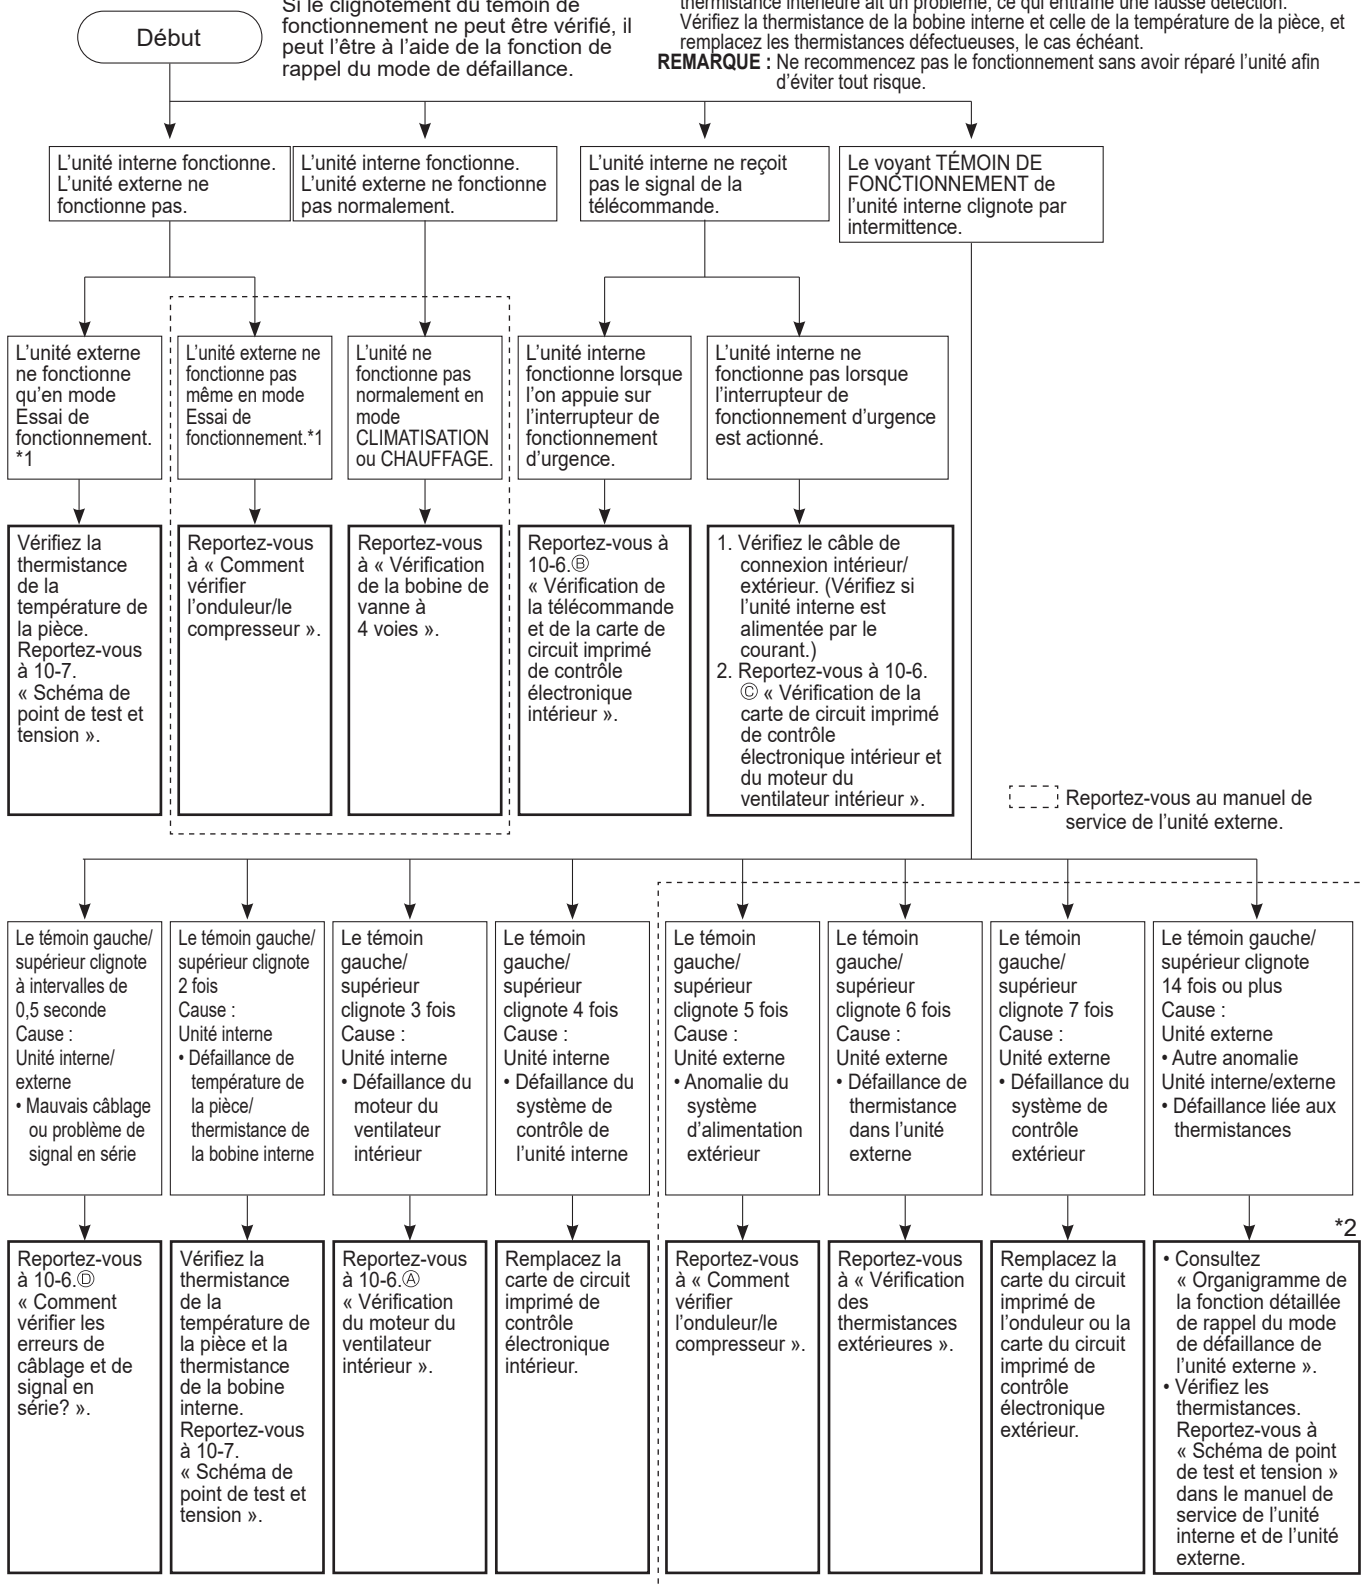 Si le clignotement du témoin de
fonctionnement ne peut être vérifié, il
peut l’être à l’aide de la fonction de
rappel du mode de défaillance.
thermistance intérieure ait un problème, ce qui entraîne une fausse détection.
Vérifiez la thermistance de la bobine interne et celle de la température de la pièce, et
remplacez les thermistances défectueuses, le cas échéant.
REMARQUE : Ne recommencez pas le fonctionnement sans avoir réparé l’unité afin
d’éviter tout risque.
Début
L’unité interne fonctionne.
L’unité externe ne
fonctionne pas.
L’unité interne fonctionne.
L’unité externe ne fonctionne
pas normalement.
L’unité interne ne reçoit
pas le signal de la
télécommande.
Le voyant TÉMOIN DE
FONCTIONNEMENT de
l’unité interne clignote par
intermittence.
L’unité externe
ne fonctionne
qu’en mode
Essai de
fonctionnement.
*1
L’unité externe ne
fonctionne pas
même en mode
Essai de
fonctionnement.*1
L’unité ne
fonctionne pas
normalement en
mode
CLIMATISATION
ou CHAUFFAGE.
L’unité interne
fonctionne lorsque
l’on appuie sur
l’interrupteur de
fonctionnement
d’urgence.
L’unité interne ne
fonctionne pas lorsque
l’interrupteur de
fonctionnement d’urgence
est actionné.
Vérifiez la
thermistance
de la
température de
la pièce.
Reportez-vous
à 10-7.
« Schéma de
point de test et
tension ».
Reportez-vous
à « Comment
vérifier
l’onduleur/le
compresseur ».
Reportez-vous
à « Vérification
de la bobine de
vanne à
4 voies ».
Reportez-vous à
10-6.Ⓑ
« Vérification de
la télécommande
et de la carte de
circuit imprimé
de contrôle
électronique
intérieur ».
1. Vérifiez le câble de
connexion intérieur/
extérieur. (Vérifiez si
l’unité interne est
alimentée par le
courant.)
2. Reportez-vous à 10-6.
Ⓒ « Vérification de la
carte de circuit imprimé
de contrôle
électronique intérieur et
du moteur du
ventilateur intérieur ».
Reportez-vous au manuel de
service de l’unité externe.
Le témoin gauche/
supérieur clignote
à intervalles de
0,5 seconde
Cause :
Unité interne/
externe
• Mauvais câblage
ou problème de
signal en série
Le témoin gauche/
supérieur clignote
2 fois
Cause :
Unité interne
• Défaillance de
température de
la pièce/
thermistance de
la bobine interne
Le témoin
gauche/
supérieur
clignote 3 fois
Cause :
Unité interne
• Défaillance du
moteur du
ventilateur
intérieur
Le témoin
gauche/
supérieur
clignote 4 fois
Cause :
Unité interne
• Défaillance du
système de
contrôle de
l’unité interne
Le témoin
gauche/
supérieur
clignote 5 fois
Cause :
Unité externe
• Anomalie du
système
d’alimentation
extérieur
Le témoin
gauche/
supérieur
clignote 6 fois
Cause :
Unité externe
• Défaillance de
thermistance
dans l’unité
externe
Le témoin
gauche/
supérieur
clignote 7 fois
Cause :
Unité externe
• Défaillance du
système de
contrôle
extérieur
Le témoin gauche/
supérieur clignote
14 fois ou plus
Cause :
Unité externe
• Autre anomalie
Unité interne/externe
• Défaillance liée aux
thermistances
*2
Reportez-vous
à 10-6.Ⓓ
« Comment
vérifier les
erreurs de
câblage et de
signal en
série? ».
Vérifiez la
thermistance
de la
température de
la pièce et la
thermistance
de la bobine
interne.
Reportez-vous
à 10-7.
« Schéma de
point de test et
tension ».
Reportez-vous
à 10-6.Ⓐ
« Vérification
du moteur du
ventilateur
intérieur ».
Remplacez la
carte de circuit
imprimé de
contrôle
électronique
intérieur.
Reportez-vous
à « Comment
vérifier
l’onduleur/le
compresseur ».
Reportez-vous
à « Vérification
des
thermistances
extérieures ».
Remplacez la
carte du circuit
imprimé de
l’onduleur ou la
carte du circuit
imprimé de
contrôle
électronique
extérieur.
• Consultez
« Organigramme de
la fonction détaillée
de rappel du mode
de défaillance de
l’unité externe ».
• Vérifiez les
thermistances.
Reportez-vous à
« Schéma de point
de test et tension »
dans le manuel de
service de l’unité
interne et de l’unité
externe.